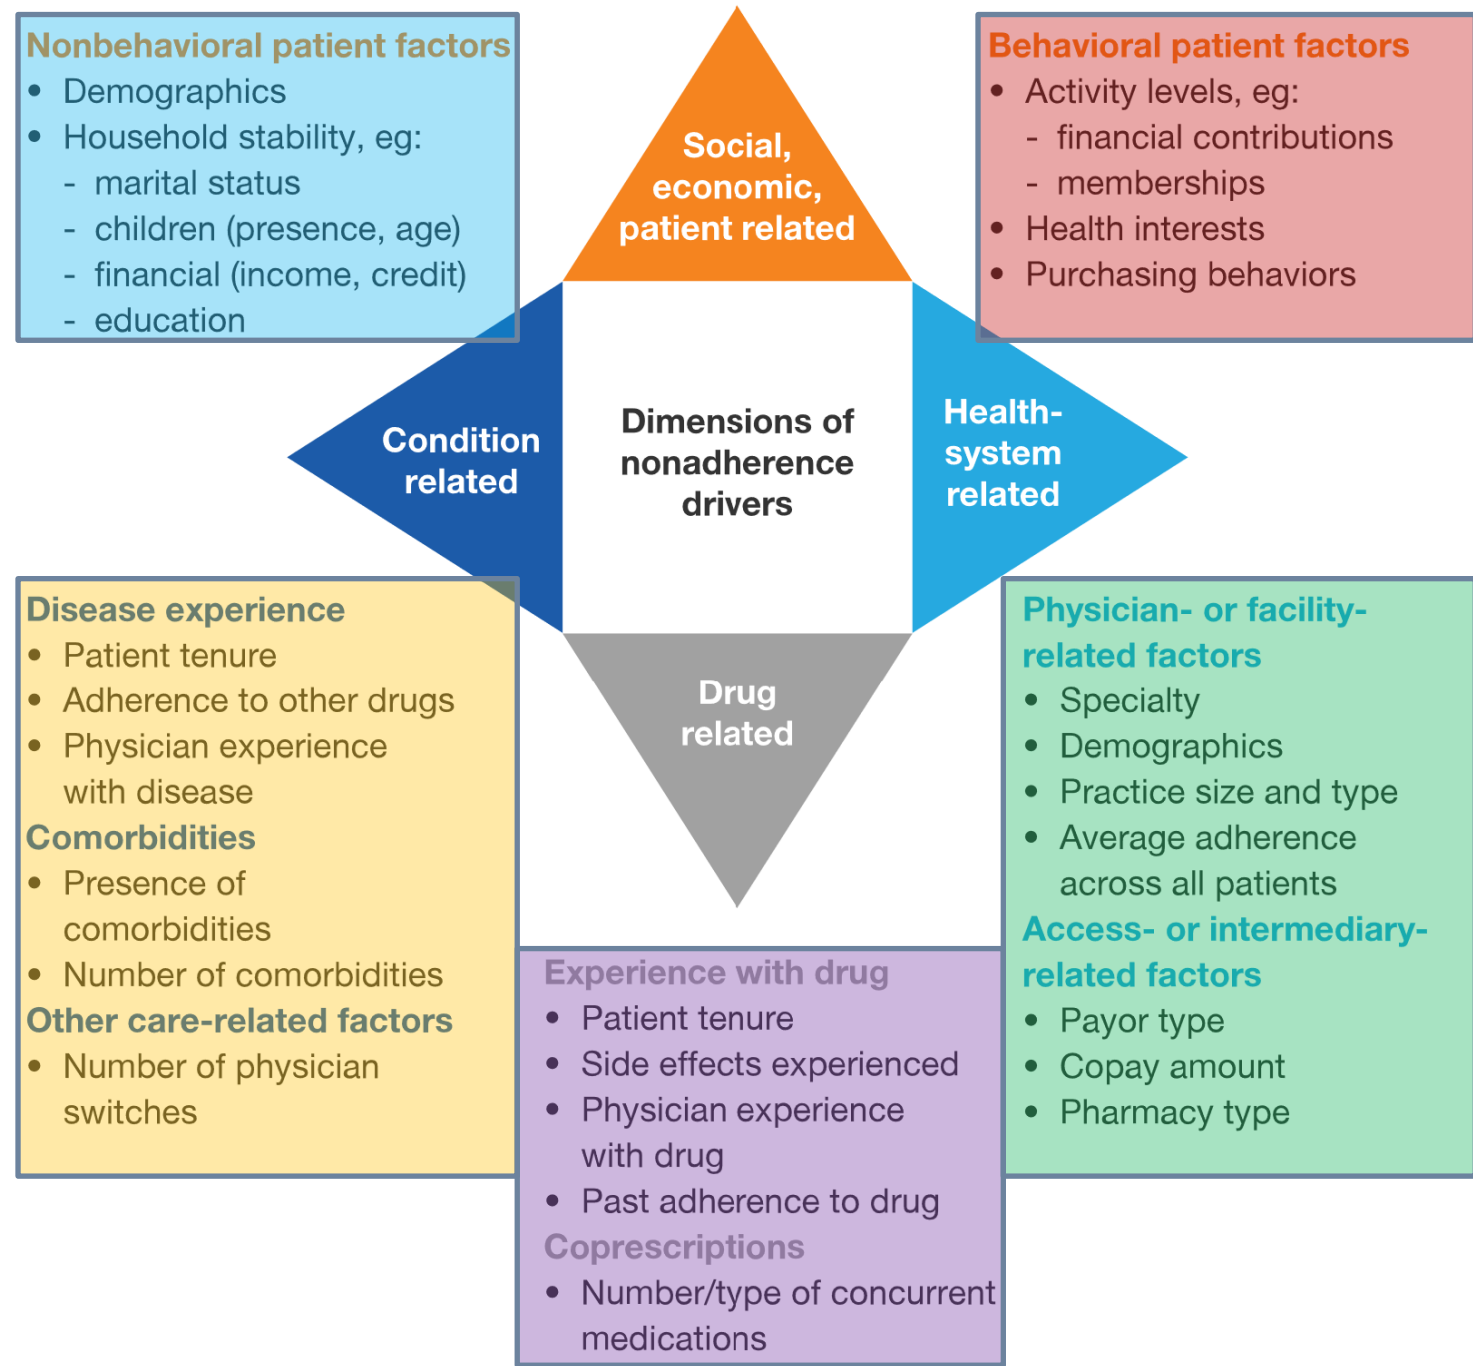 Nonbehavioral patient factors
• Demographics
• Household stability, eg:
- marital status
- children (presence, age)
- financial (income, credit)
- education
Social,
economic,
patient related
Behavioral patient factors
• Activity levels, eg:
- financial contributions
- memberships
• Health interests
• Purchasing behaviors
Condition
related
Dimensions of
nonadherence
drivers
Health-
system
related
Disease experience
• Patient tenure
• Adherence to other drugs
• Physician experience
with disease
Comorbidities
• Presence of
comorbidities
• Number of comorbidities
Other care-related factors
• Number of physician
switches
Drug
related
Experience with drug
• Patient tenure
• Side effects experienced
• Physician experience
with drug
• Past adherence to drug
Coprescriptions
• Number/type of concurrent
medications
Physician- or facility-
related factors
• Specialty
• Demographics
• Practice size and type
• Average adherence
across all patients
Access- or intermediary-
related factors
• Payor type
• Copay amount
• Pharmacy type